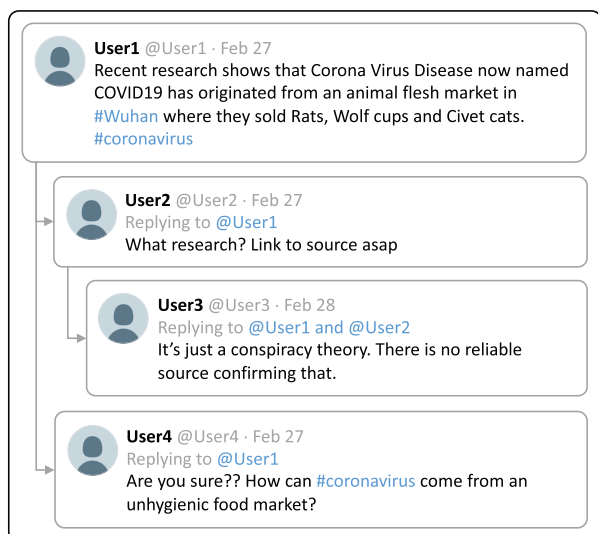 User1 @User1 · Feb 27
Recent research shows that Corona Virus Disease now named
COVID19 has originated from an animal flesh market in
#Wuhan where they sold Rats, Wolf cups and Civet cats.
#coronavirus
User2 @User2 · Feb 27
Replying to @User1
What research? Link to source asap
User3 @User3 · Feb 28
Replying to @User1 and @User2
It’s just a conspiracy theory. There is no reliable
source confirming that.
User4 @User4 · Feb 27
Replying to @User1
Are you sure?? How can #coronavirus come from an
unhygienic food market?